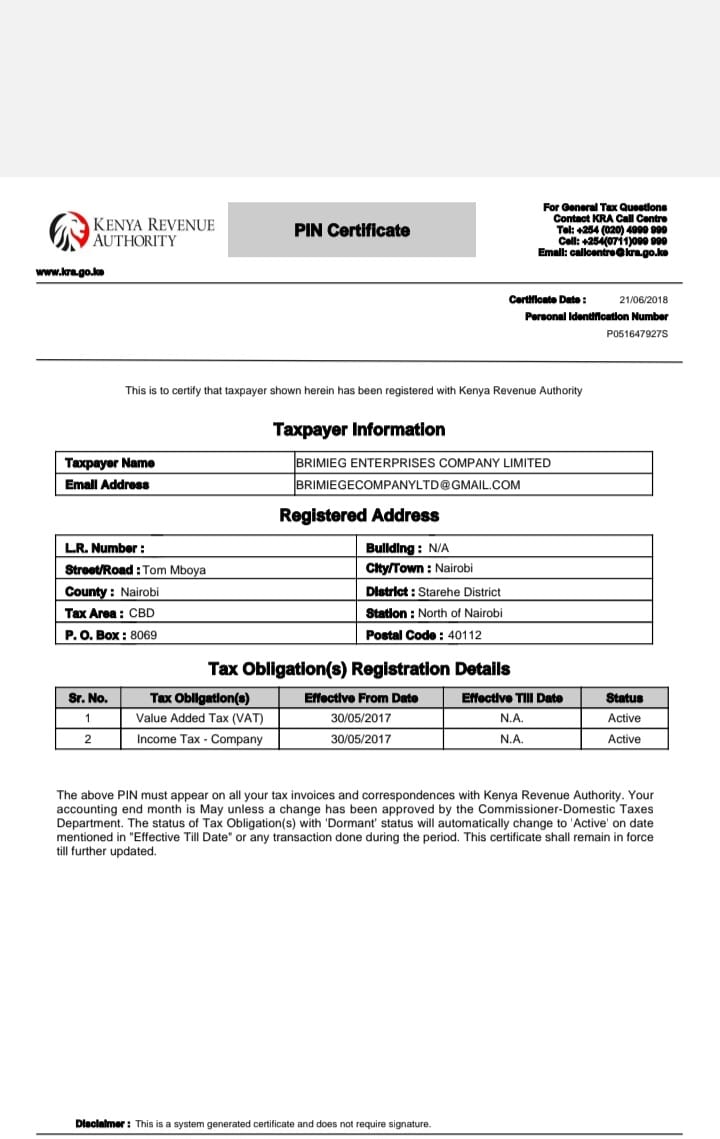 KENYA REVENUE
AUTHORITY
www.kra.go.ke
PIN Certificate
For General Tax Questions
Contact KRA Call Centre
Tel: +254 (020) 4999 999
Cell: +254(0711)099 999
Email: callcentre@kra.go.ke
Certificate Date : 21/06/2018
Personal Identification Number
P051647927S
This is to certify that taxpayer shown herein has been registered with Kenya Revenue Authority
Taxpayer Information
Taxpayer Name BRIMIEG ENTERPRISES COMPANY LIMITED
Email Address BRIMIEGECOMPANYLTD@GMAIL.COM
Registered Address
L.R. Number : Building : N/A
Street/Road : Tom Mboya City/Town : Nairobi
County : Nairobi District : Starehe District
Tax Area : CBD Station : North of Nairobi
P. O. Box : 8069 Postal Code : 40112
Tax Obligation(s) Registration Details
Sr. No. Tax Obligation(s) Effective From Date Effective Till Date Status
1 Value Added Tax (VAT) 30/05/2017 N.A. Active
2 Income Tax - Company 30/05/2017 N.A. Active
The above PIN must appear on all your tax invoices and correspondences with Kenya Revenue Authority. Your
accounting end month is May unless a change has been approved by the Commissioner-Domestic Taxes
Department. The status of Tax Obligation(s) with 'Dormant' status will automatically change to 'Active' on date
mentioned in "Effective Till Date" or any transaction done during the period. This certificate shall remain in force
till further updated.
Disclaimer : This is a system generated certificate and does not require signature.